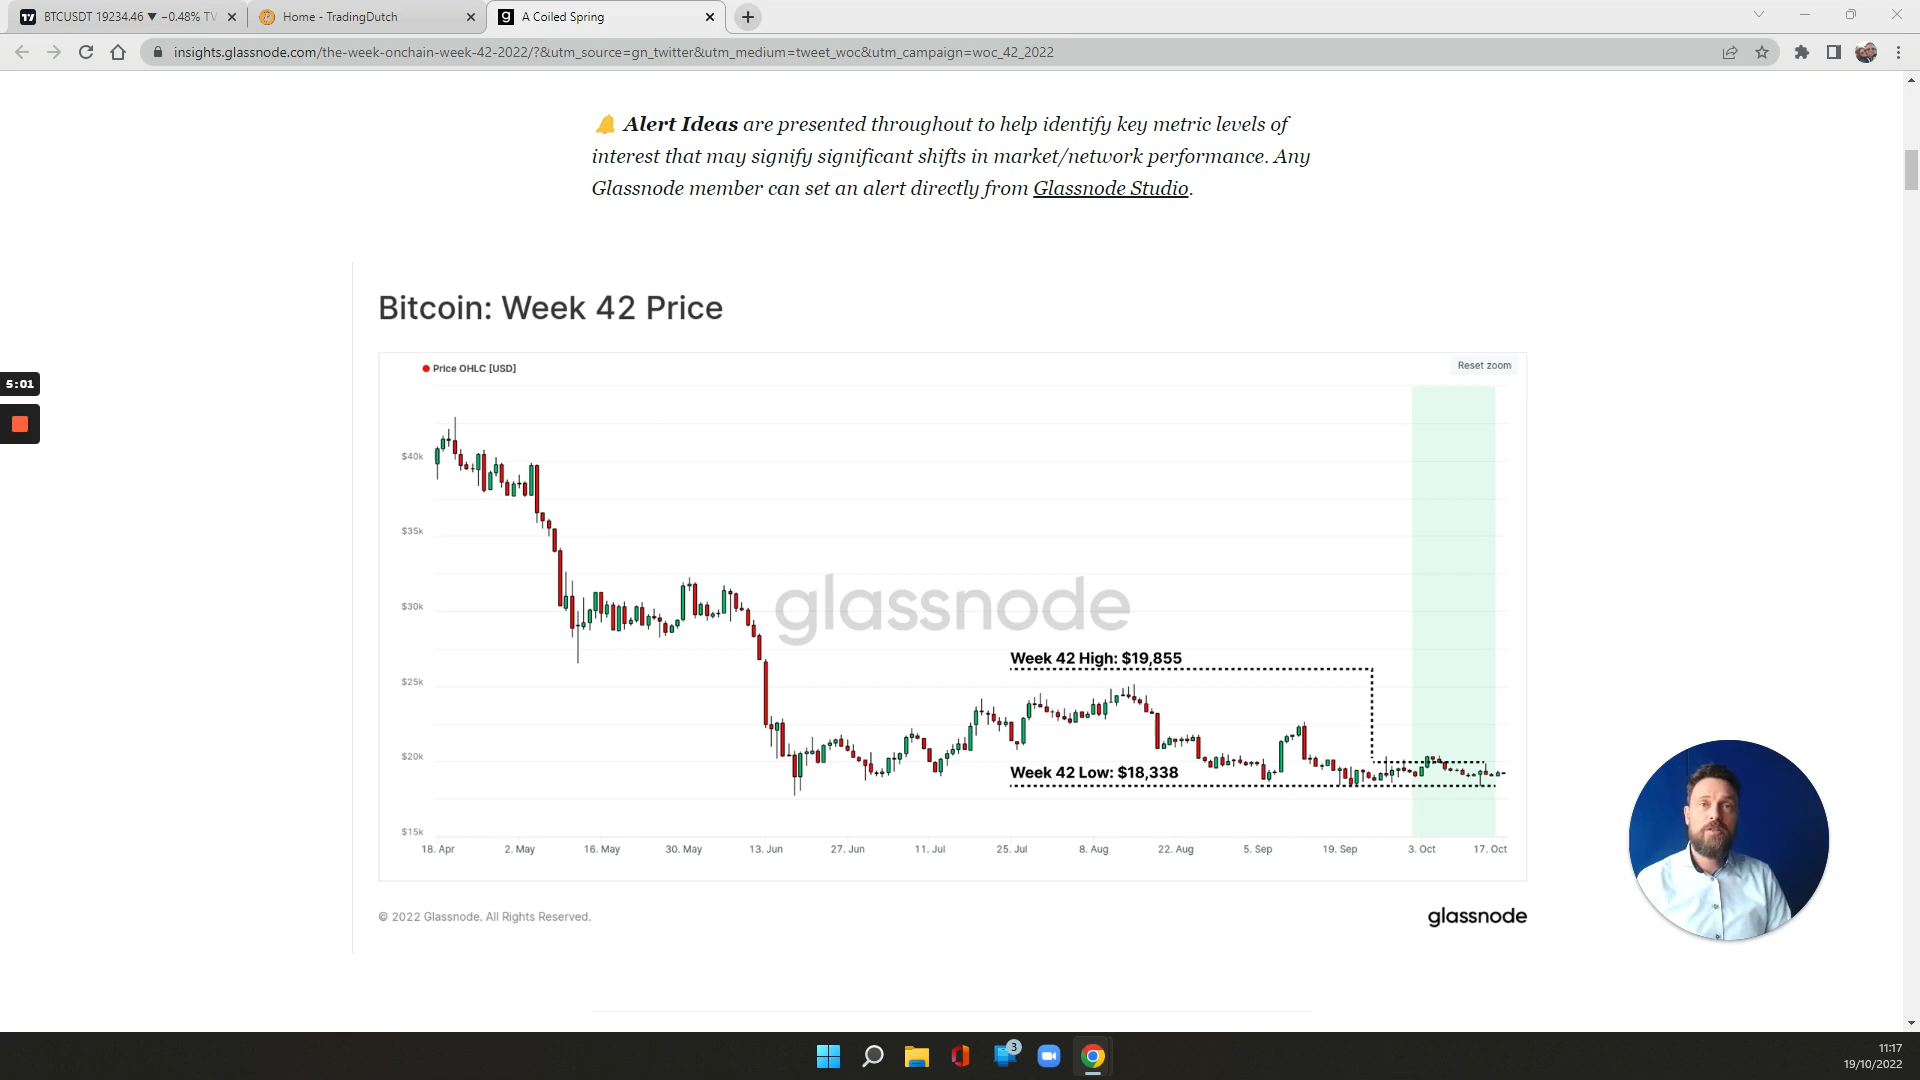 BTCUSDT 19234.46 ▼ −0.48% TV
Home - TradingDutch
A Coiled Spring
insights.glassnode.com/the-week-onchain-week-42-2022/?&utm_source=gn_twitter&utm_medium=tweet_woc&utm_campaign=woc_42_2022
Alert Ideas are presented throughout to help identify key metric levels of
interest that may signify significant shifts in market/network performance. Any
Glassnode member can set an alert directly from Glassnode Studio.
Bitcoin: Week 42 Price
Price OHLC [USD]
Reset zoom
5:01
$40k
$35k
$30k
glassnode
Week 42 High: $19,855
$25k
$20k
Week 42 Low: $18,338
$15k
18. Apr
2. May
16. May
30. May
13. Jun
27. Jun
11. Jul
25. Jul
8. Aug
22. Aug
5. Sep
19. Sep
3. Oct
17. Oct
© 2022 Glassnode. All Rights Reserved.
glassnode
3
11:17
19/10/2022